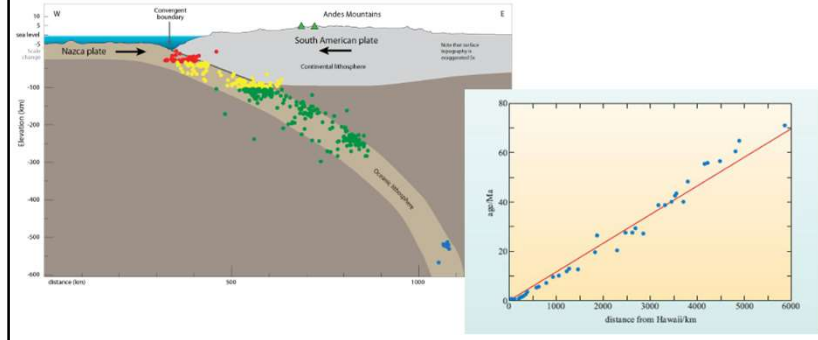 W
Convergent
boundary
Andes Mountains
E
10
5
sea level
-5
Scale
change
Nazca plate
South American plate
Continental lithosphere
Note that surface
topography is
exaggerated 5x
-100
-200
-300
-400
-500
-600
Elevation (km)
Oceanic lithosphere
distance (km)
500
1000
80
60
40
20
0
age/Ma
0
1000
2000
3000
4000
5000
6000
distance from Hawaii/km